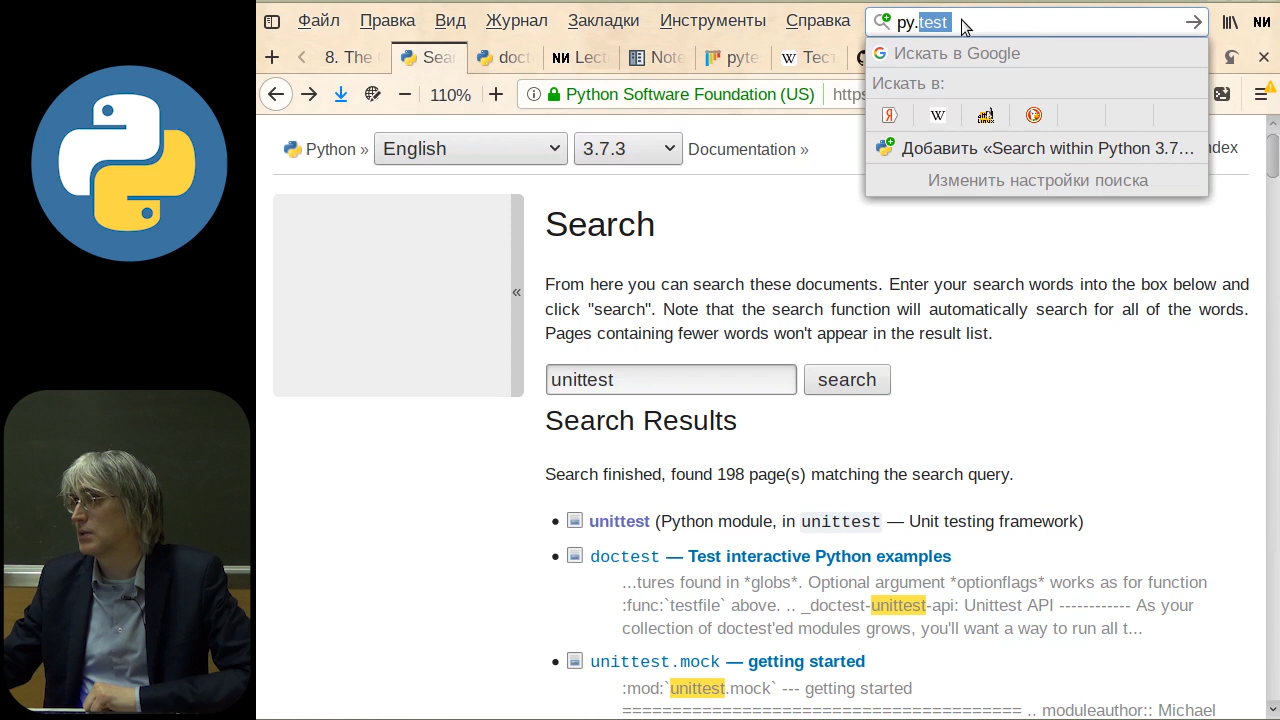 Файл Правка Вид Журнал Закладки Инструменты Справка py.test
8. The Sea doct Lect Note pyte Тест
Искать в Google
Искать в:
110% Python Software Foundation (US) https
Python » English 3.7.3 Documentation » ndex
Добавить «Search within Python 3.7…
Изменить настройки поиска
«
Search
From here you can search these documents. Enter your search words into the box below and
click "search". Note that the search function will automatically search for all of the words.
Pages containing fewer words won't appear in the result list.
unittest search
Search Results
Search finished, found 198 page(s) matching the search query.
• unittest (Python module, in unittest — Unit testing framework)
• doctest — Test interactive Python examples
...tures found in *globs*. Optional argument *optionflags* works as for function
:func:`testfile` above. .. _doctest-unittest-api: Unittest API ------------ As your
collection of doctest'ed modules grows, you'll want a way to run all t...
• unittest.mock — getting started
:mod:`unittest.mock` --- getting started
======================================== .. moduleauthor:: Michael